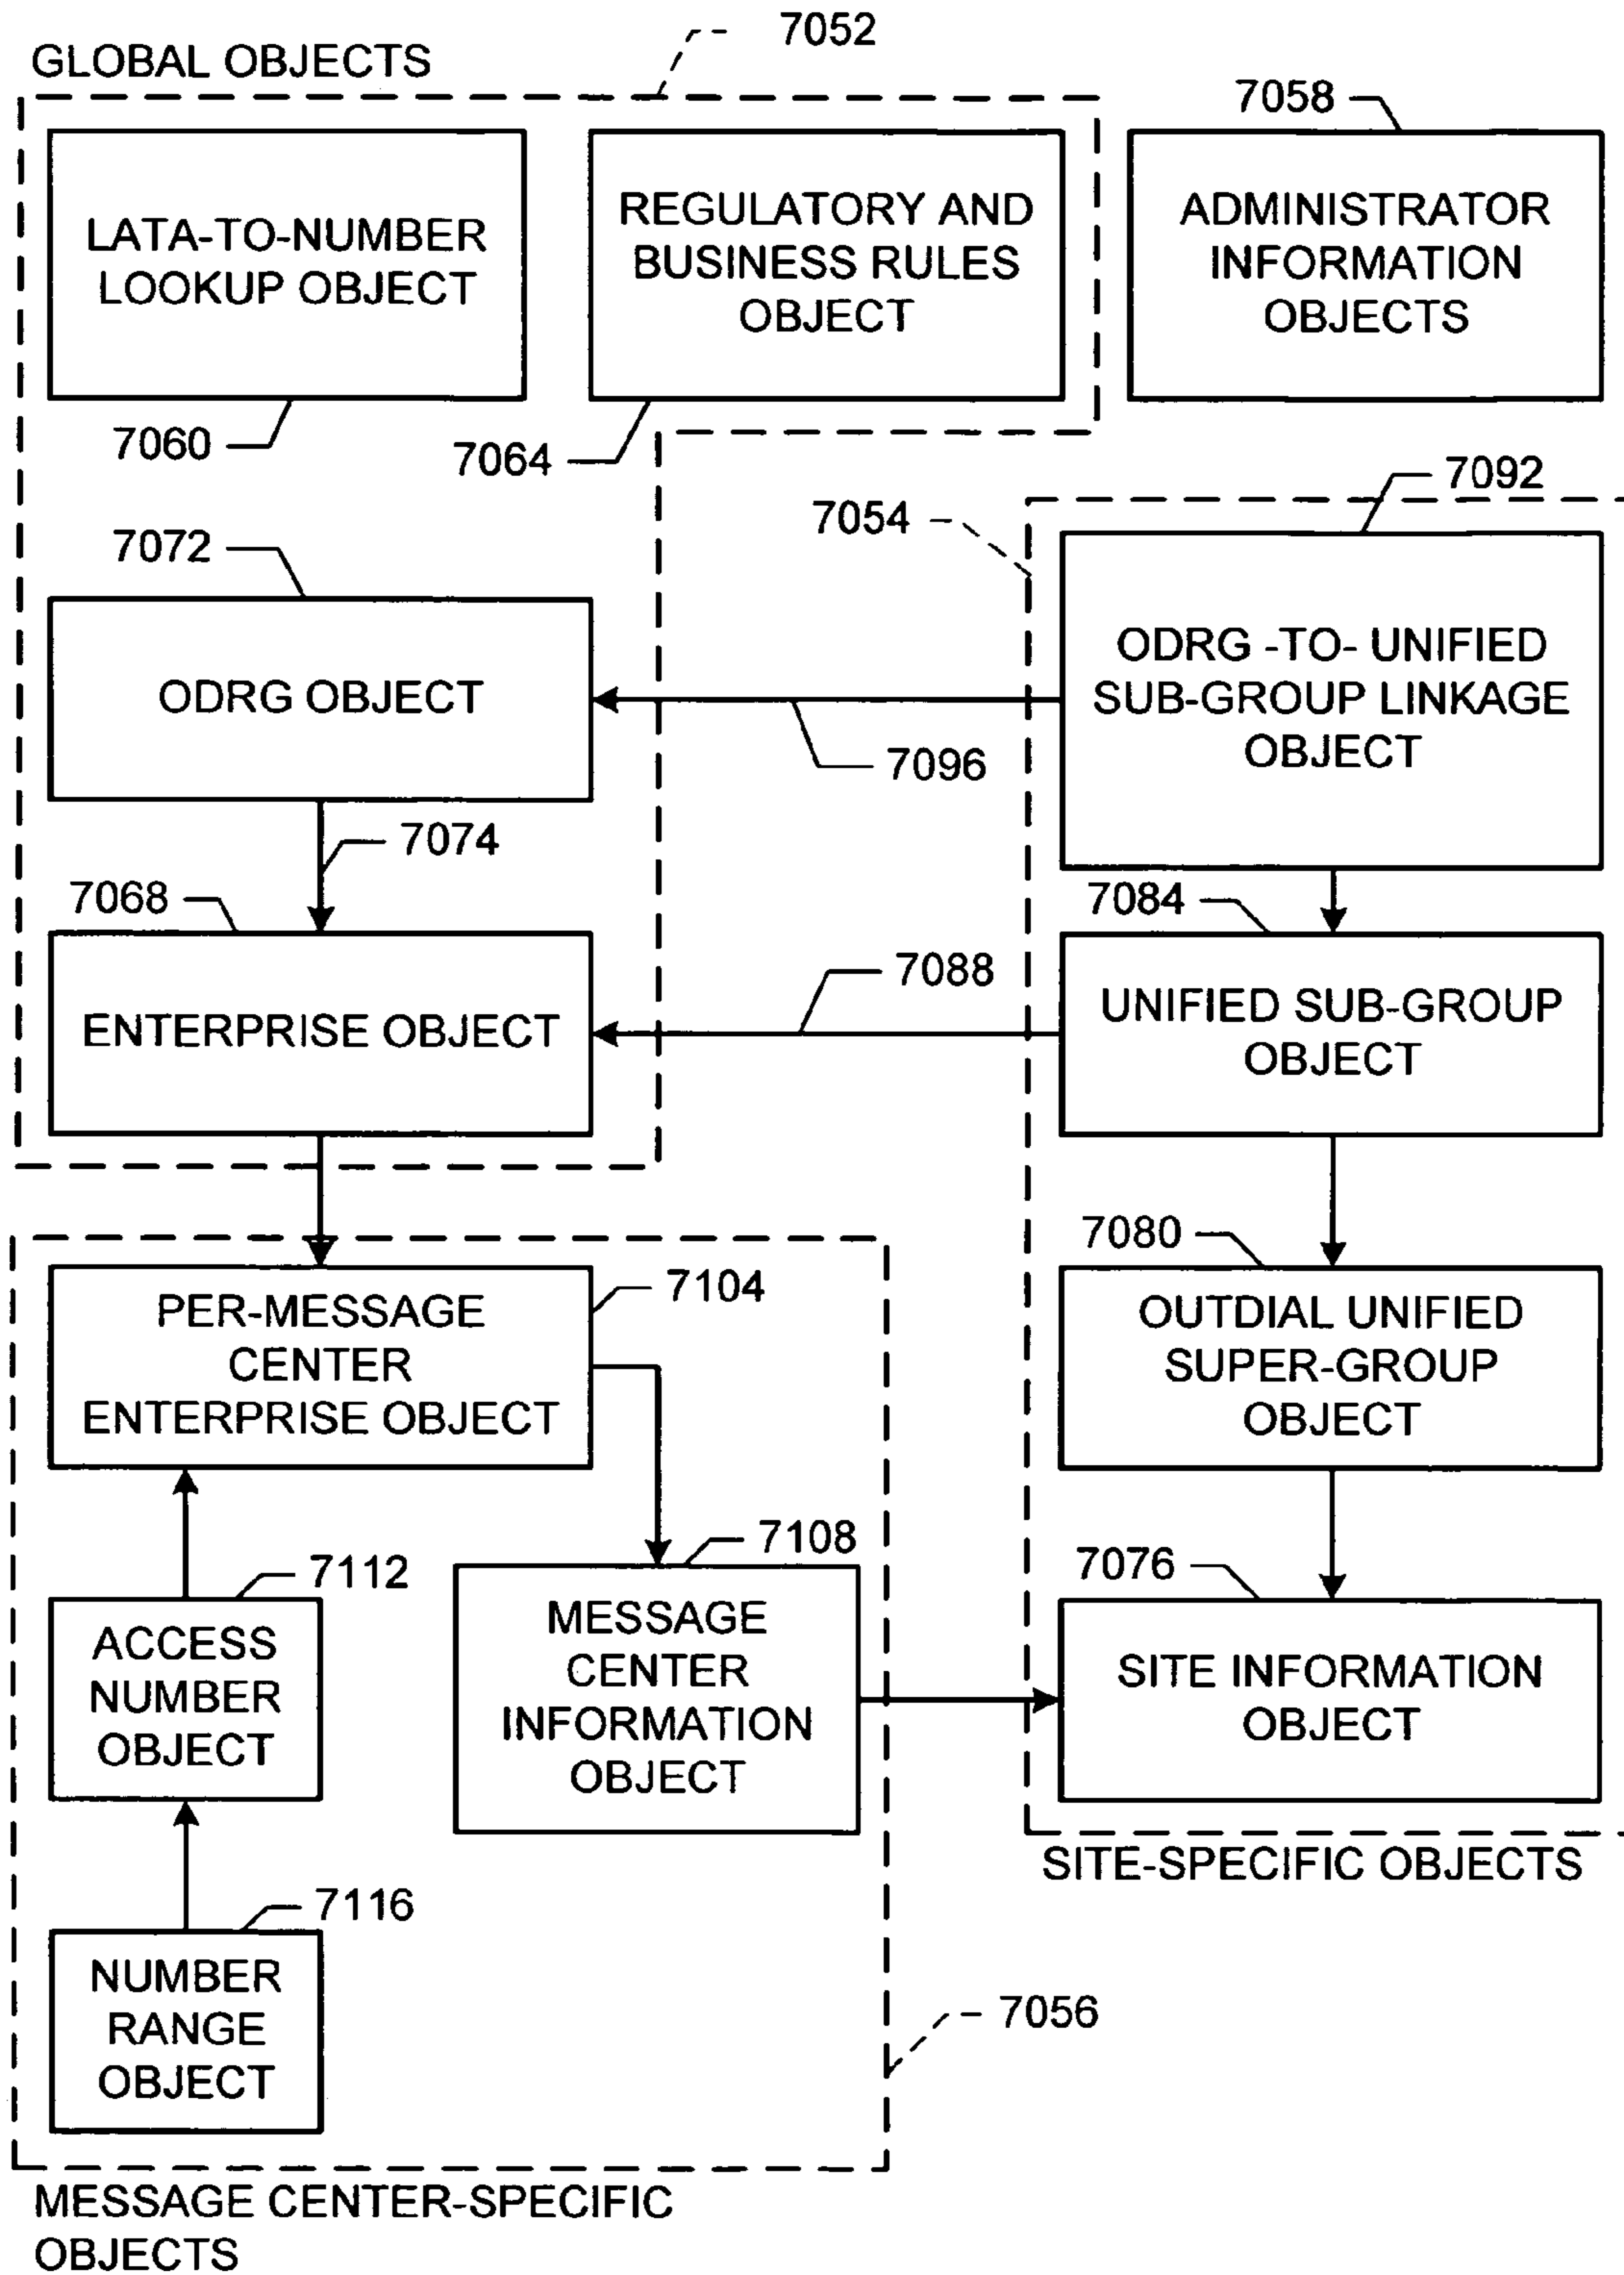 7052
GLOBAL OBJECTS
7058
LATA-TO-NUMBER
LOOKUP OBJECT
REGULATORY AND
BUSINESS RULES
OBJECT
ADMINISTRATOR
INFORMATION
OBJECTS
7060
7064
7092
7054
7072
ODRG OBJECT
ODRG -TO- UNIFIED
SUB-GROUP LINKAGE
OBJECT
7096
7074
7068
7084
7088
ENTERPRISE OBJECT
UNIFIED SUB-GROUP
OBJECT
7080
7104
PER-MESSAGE
CENTER
ENTERPRISE OBJECT
OUTDIAL UNIFIED
SUPER-GROUP
OBJECT
7108
7112
7076
ACCESS
NUMBER
OBJECT
MESSAGE
CENTER
INFORMATION
OBJECT
SITE INFORMATION
OBJECT
SITE-SPECIFIC OBJECTS
7116
NUMBER
RANGE
OBJECT
7056
MESSAGE CENTER-SPECIFIC
OBJECTS